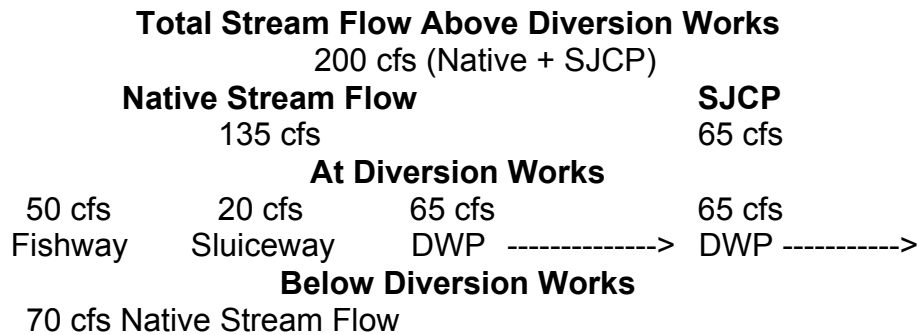 Total Stream Flow Above Diversion Works
200 cfs (Native + SJCP)
Native Stream Flow SJCP
135 cfs 65 cfs
At Diversion Works
50 cfs 20 cfs 65 cfs 65 cfs
Fishway Sluiceway DWP --------------> DWP ----------->
Below Diversion Works
70 cfs Native Stream Flow